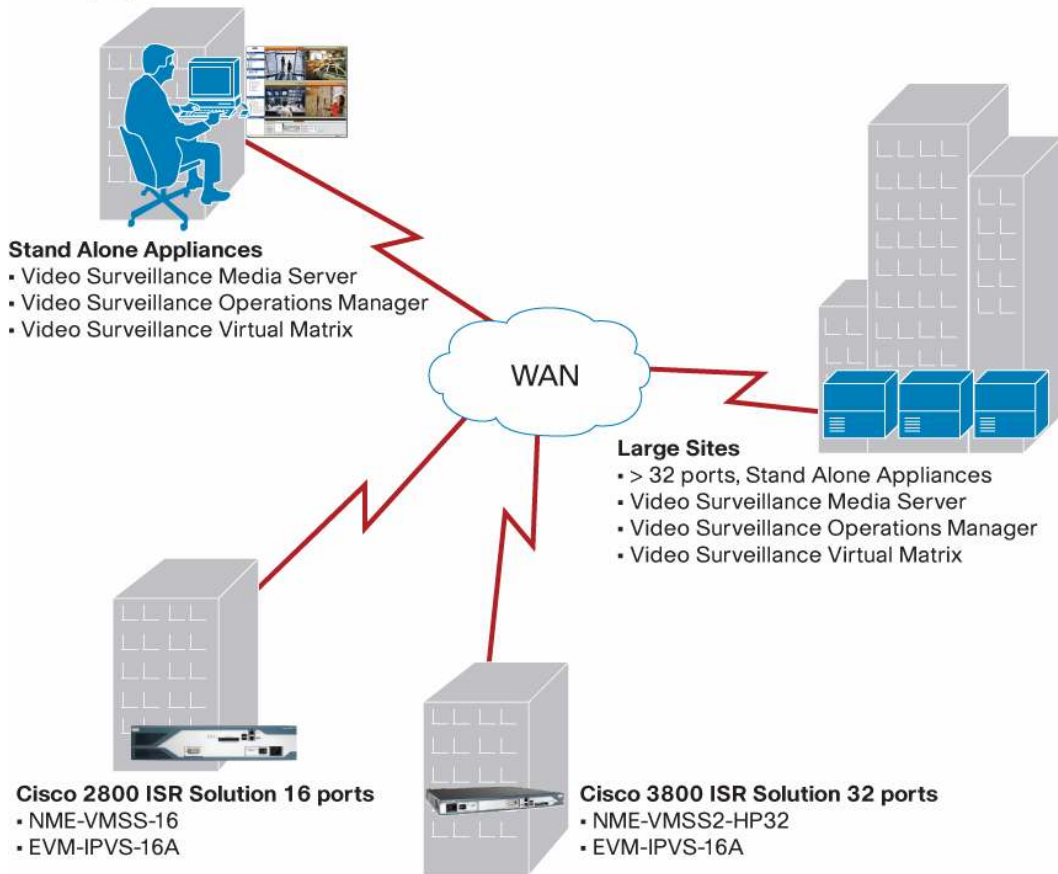 Stand Alone Appliances
▪ Video Surveillance Media Server
▪ Video Surveillance Operations Manager
▪ Video Surveillance Virtual Matrix
WAN
Large Sites
▪ > 32 ports, Stand Alone Appliances
▪ Video Surveillance Media Server
▪ Video Surveillance Operations Manager
▪ Video Surveillance Virtual Matrix
Cisco 2800 ISR Solution 16 ports
▪ NME-VMSS-16
▪ EVM-IPVS-16A
Cisco 3800 ISR Solution 32 ports
▪ NME-VMSS2-HP32
▪ EVM-IPVS-16A